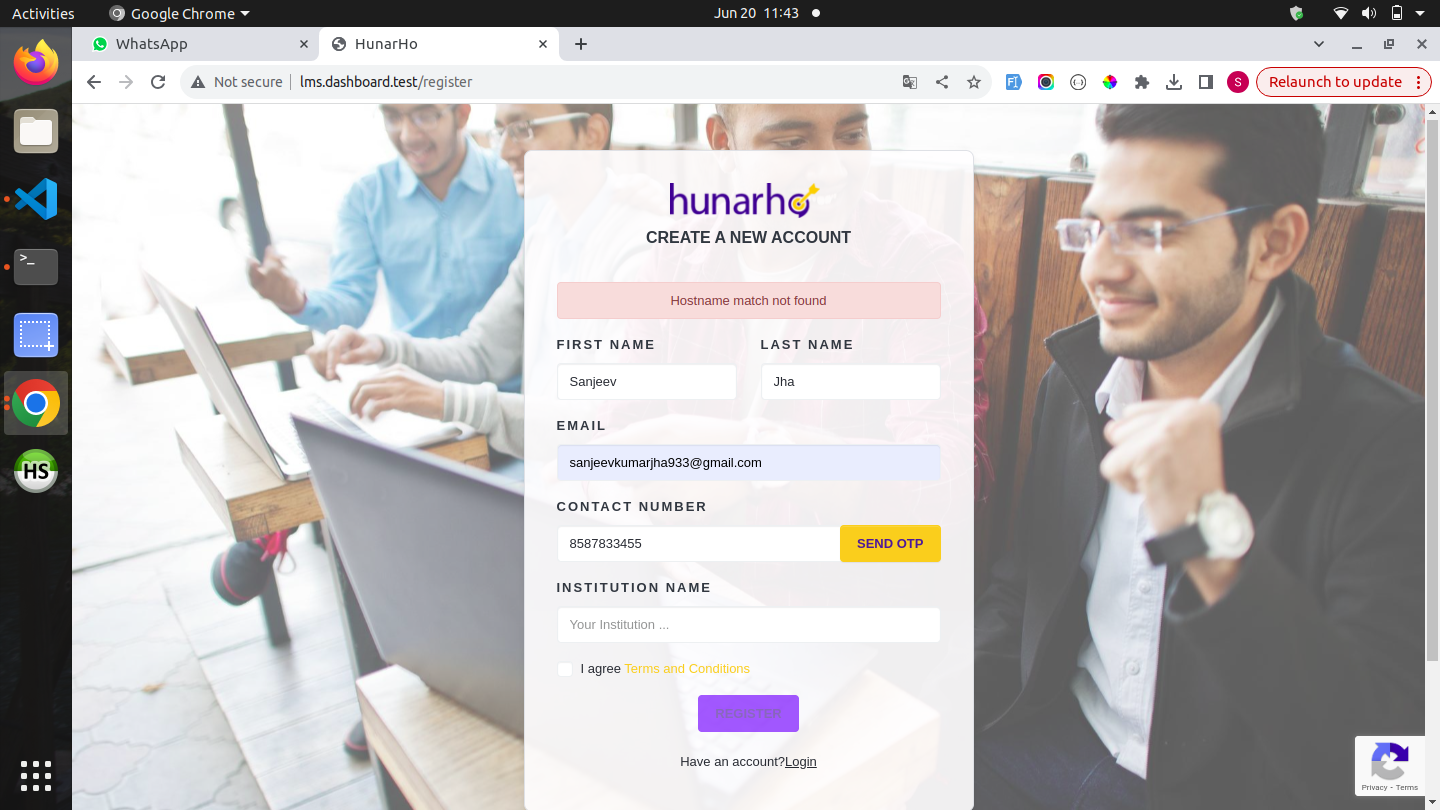 Activities
Google Chrome
Jun 20 11:43
WhatsApp
HunarHo
Not secure
lms.dashboard.test/register
S
Relaunch to update
hunarho
CREATE A NEW ACCOUNT
Hostname match not found
FIRST NAME
LAST NAME
Sanjeev
Jha
EMAIL
sanjeevkumarjha933@gmail.com
CONTACT NUMBER
8587833455
SEND OTP
INSTITUTION NAME
Your Institution ...
I agree Terms and Conditions
REGISTER
Have an account?Login
HS
Privacy - Terms